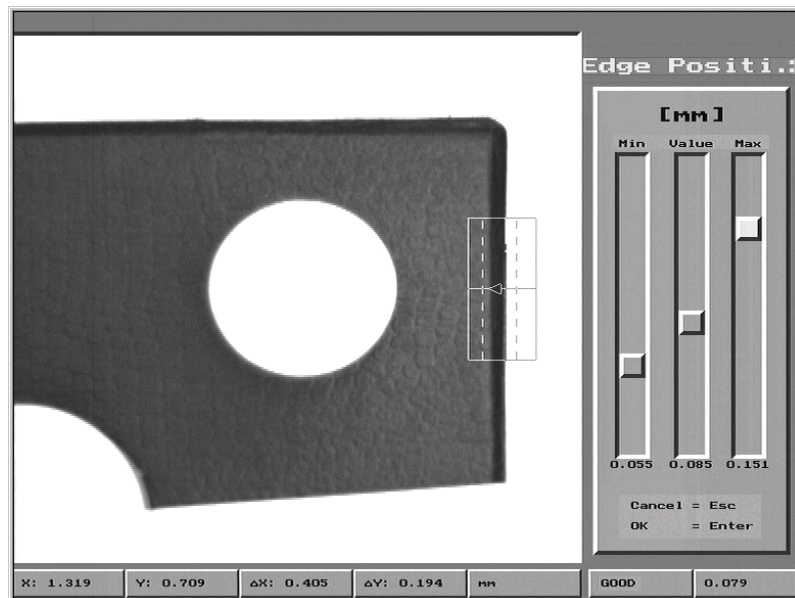 Edge Positi.:
[mm]
Min Value Max
0.055 0.085 0.151
Cancel = Esc
OK = Enter
X: 1.319 Y: 0.709 ΔX: 0.405 ΔY: 0.194 mm GOOD 0.079